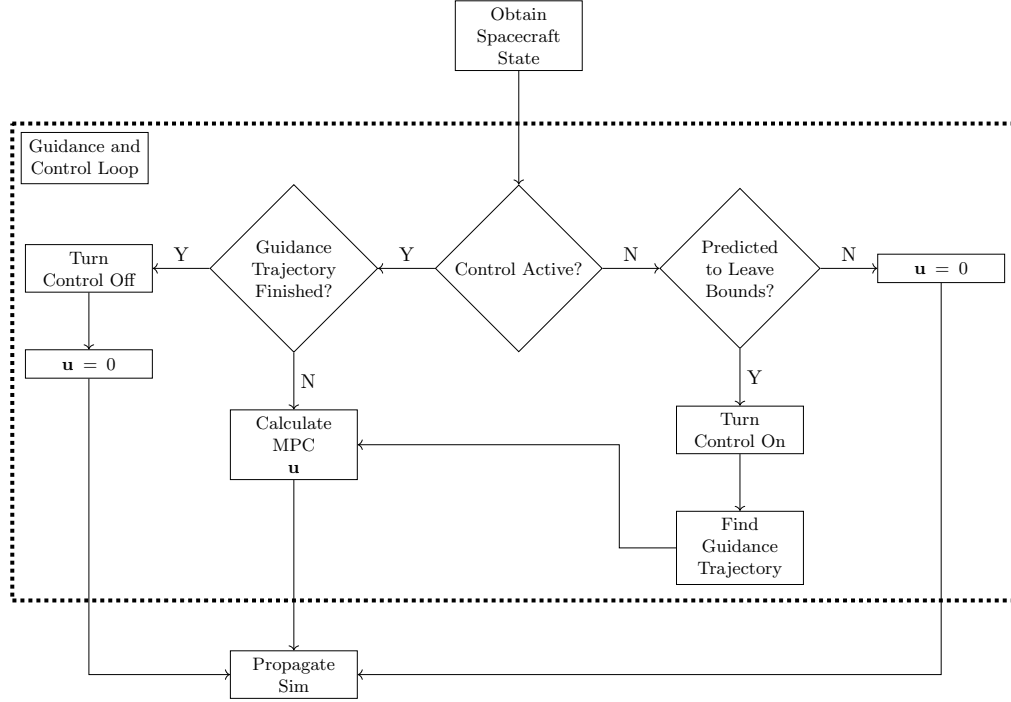 Obtain
Spacecraft
State
Guidance and
Control Loop
Turn
Control Off
Y
Guidance
Trajectory
Finished?
Y
Control Active?
N
Predicted
to Leave
Bounds?
N
u = 0
u = 0
N
Y
Calculate
MPC
u
Turn
Control On
Find
Guidance
Trajectory
Propagate
Sim